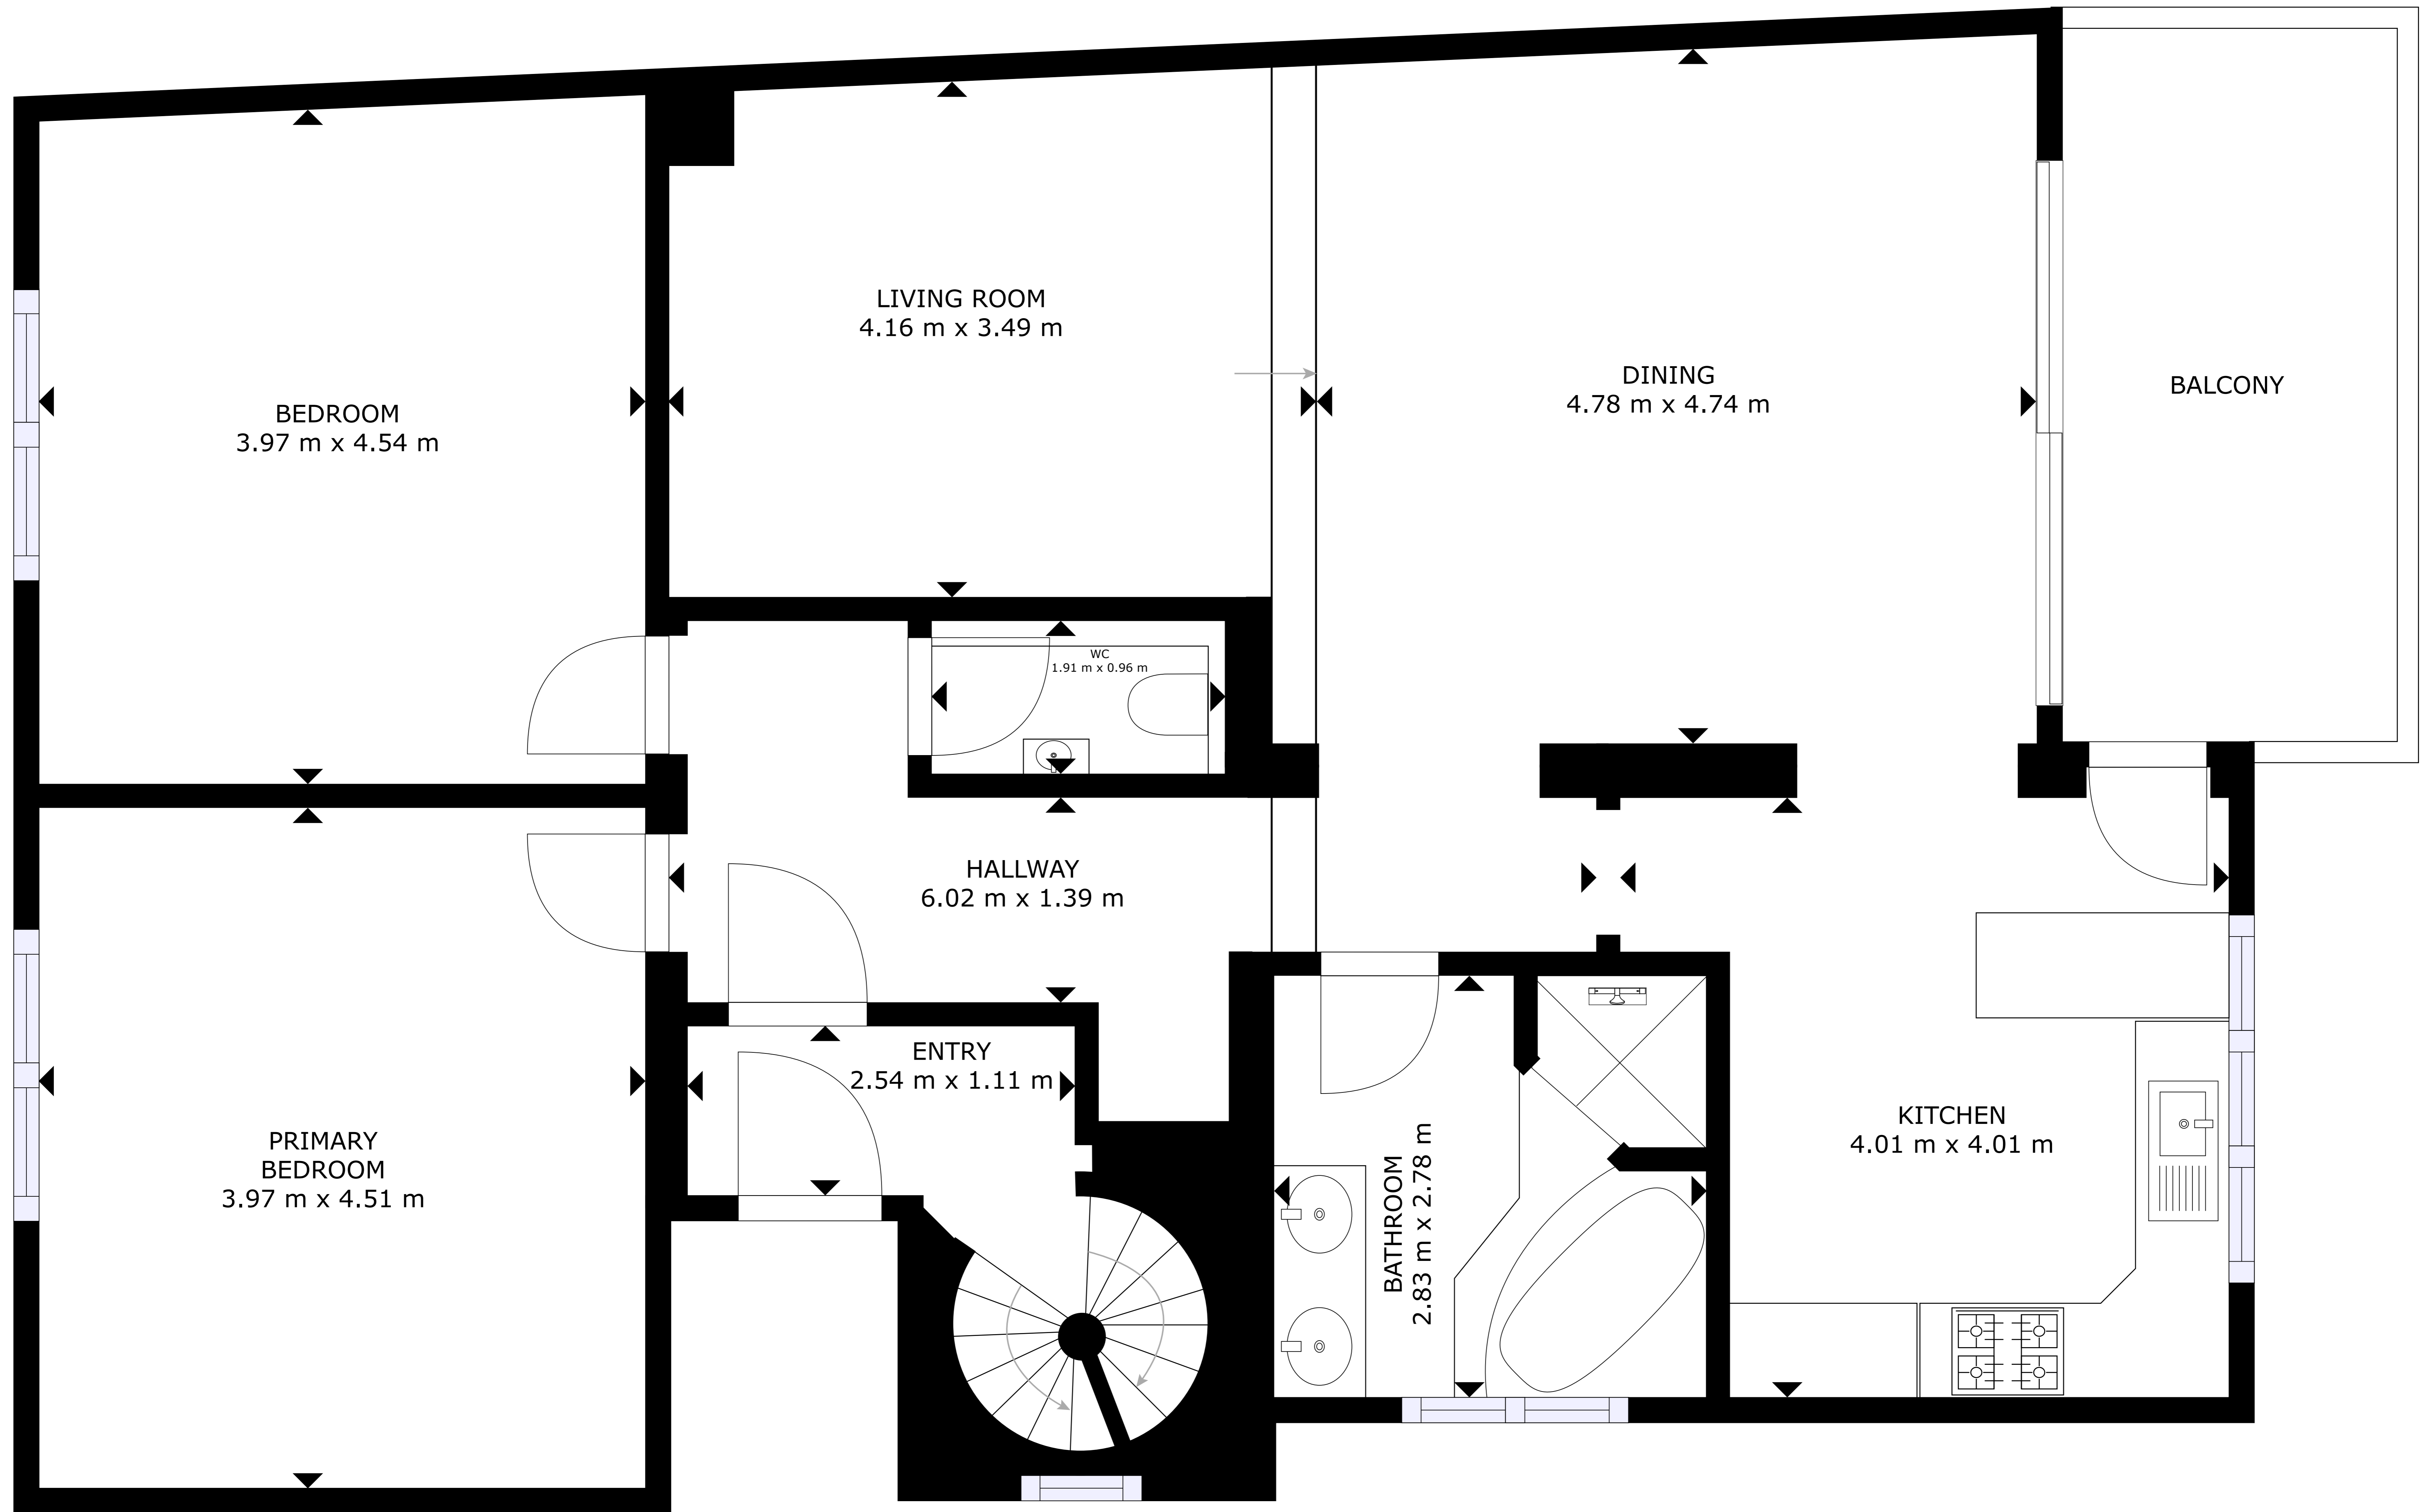 LIVING ROOM
4.16 m x 3.49 m
DINING
4.78 m x 4.74 m
BALCONY
BEDROOM
3.97 m x 4.54 m
WC
1.91 m x 0.96 m
HALLWAY
6.02 m x 1.39 m
ENTRY
2.54 m x 1.11 m
PRIMARY
BEDROOM
3.97 m x 4.51 m
BATHROOM
2.83 m x 2.78 m
KITCHEN
4.01 m x 4.01 m